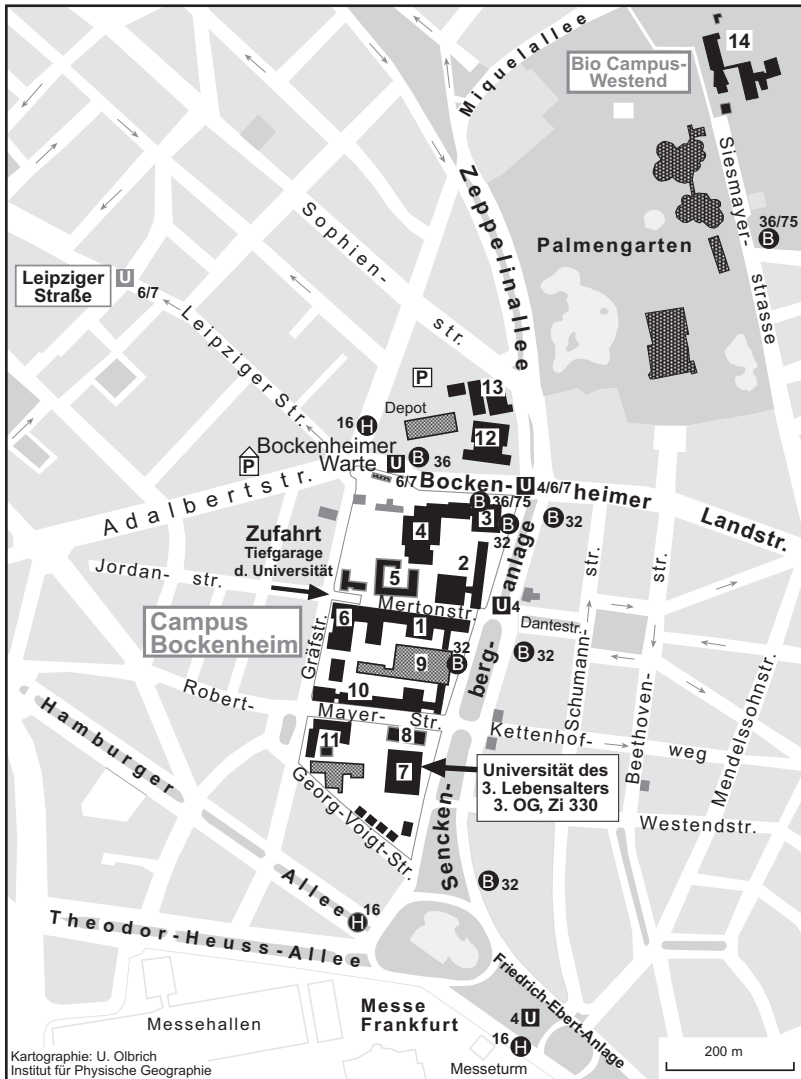 Miquelallee
Bio Campus-
Westend
14
Siesmayer-
strasse
36/75
B
Zeppelinallee
Palmengarten
Sophien-
str.
Leipziger
Straße
U
6/7
Leipziger Str.
P
13
Depot
16 H
12
Bockenheimer
Warte
U B 36
6/7
P
Adalbertstr.
Bocken-
U 4/6/7
heimer
Landstr.
B 36/75
3
B
32
B 32
4
Zufahrt
Tiefgarage
d. Universität
2
anlage
str.
str.
Jordan-
str.
5
Mertonstr.
U 4
Dantestr.
Campus
Bockenheim
6
1
Gräfstr.
32
B
9
berg-
B 32
Schumann-
Beethoven-
Mendelssohnstr.
10
Robert-
Mayer-
Str.
Kettenhof-
weg
Hamburger
Allee
11
8
7
Universität des
3. Lebensalters
3. OG, Zi 330
Georg-Voigt-Str.
Sencken-
Westendstr.
B 32
16
H
Theodor-Heuss-Allee
Friedrich-Ebert-Anlage
Messe
Frankfurt
Messehallen
4 U
16
H
Messeturm
200 m
Kartographie: U. Olbrich
Institut für Physische Geographie